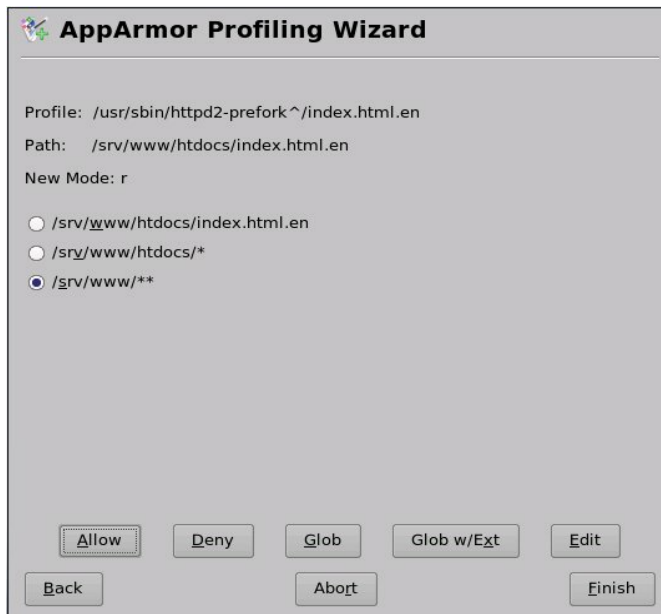 AppArmor Profiling Wizard
Profile: /usr/sbin/httpd2-prefork^/index.html.en
Path: /srv/www/htdocs/index.html.en
New Mode: r
/srv/www/htdocs/index.html.en
/srv/www/htdocs/*
/srv/www/**
Allow Deny Glob Glob w/Ext Edit
Back Abort Finish